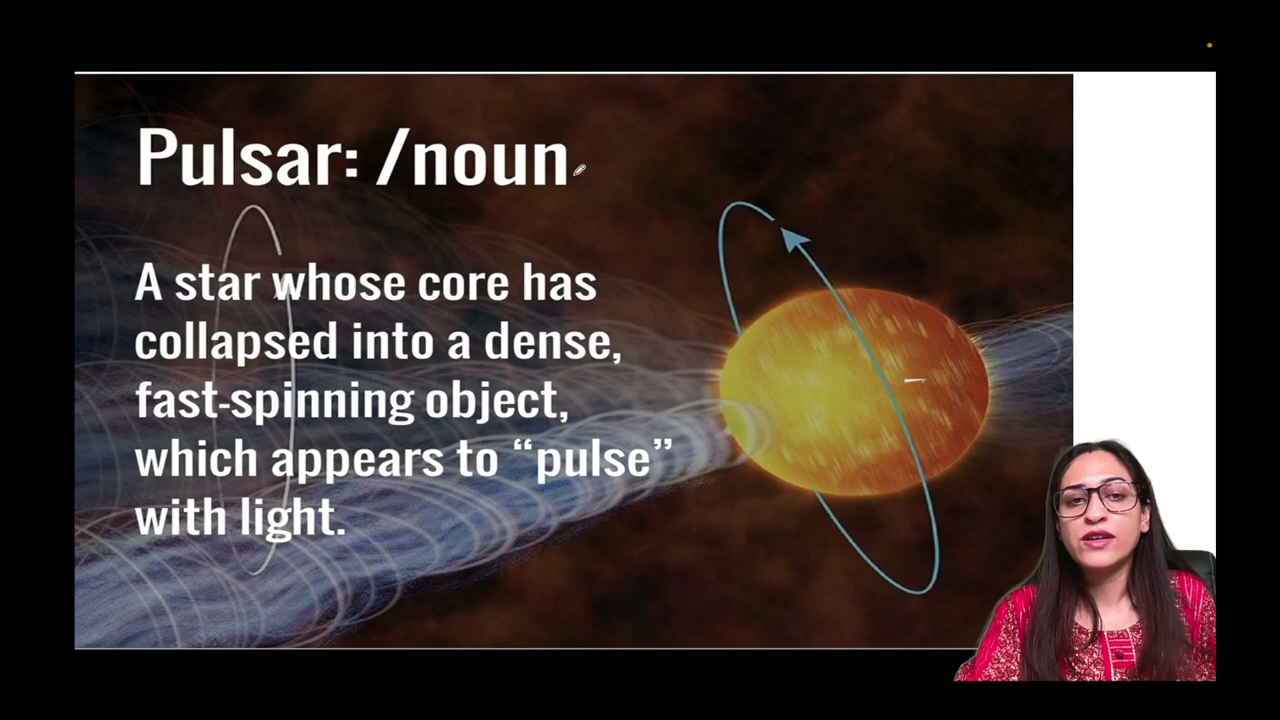 Pulsar: /noun
A star whose core has
collapsed into a dense,
fast-spinning object,
which appears to “pulse”
with light.